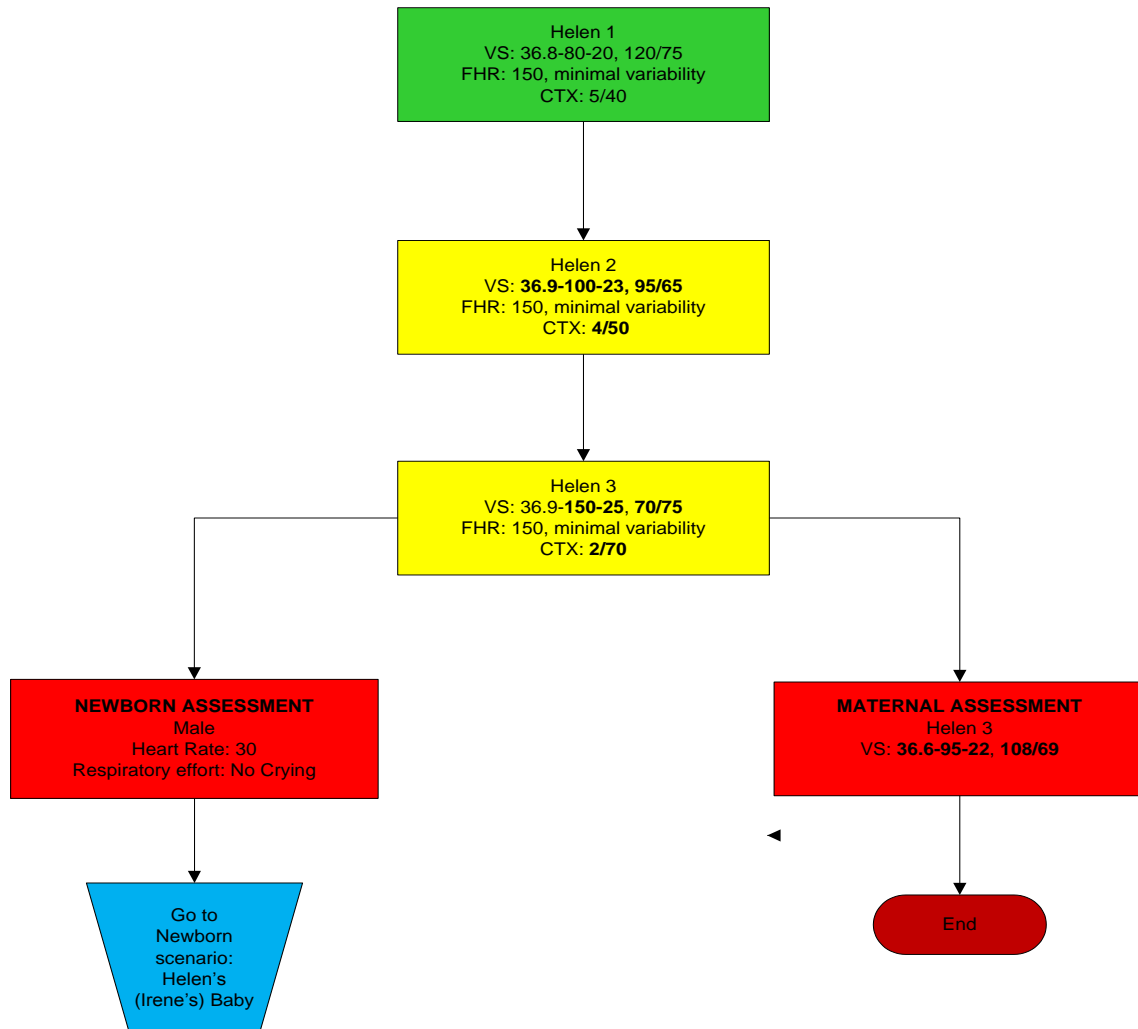 Helen 1
VS: 36.8-80-20, 120/75
FHR: 150, minimal variability
CTX: 5/40
Helen 2
VS: 36.9-100-23, 95/65
FHR: 150, minimal variability
CTX: 4/50
Helen 3
VS: 36.9-150-25, 70/75
FHR: 150, minimal variability
CTX: 2/70
NEWBORN ASSESSMENT
Male
Heart Rate: 30
Respiratory effort: No Crying
MATERNAL ASSESSMENT
Helen 3
VS: 36.6-95-22, 108/69
Go to
Newborn
scenario:
Helen's
(Irene's) Baby
End